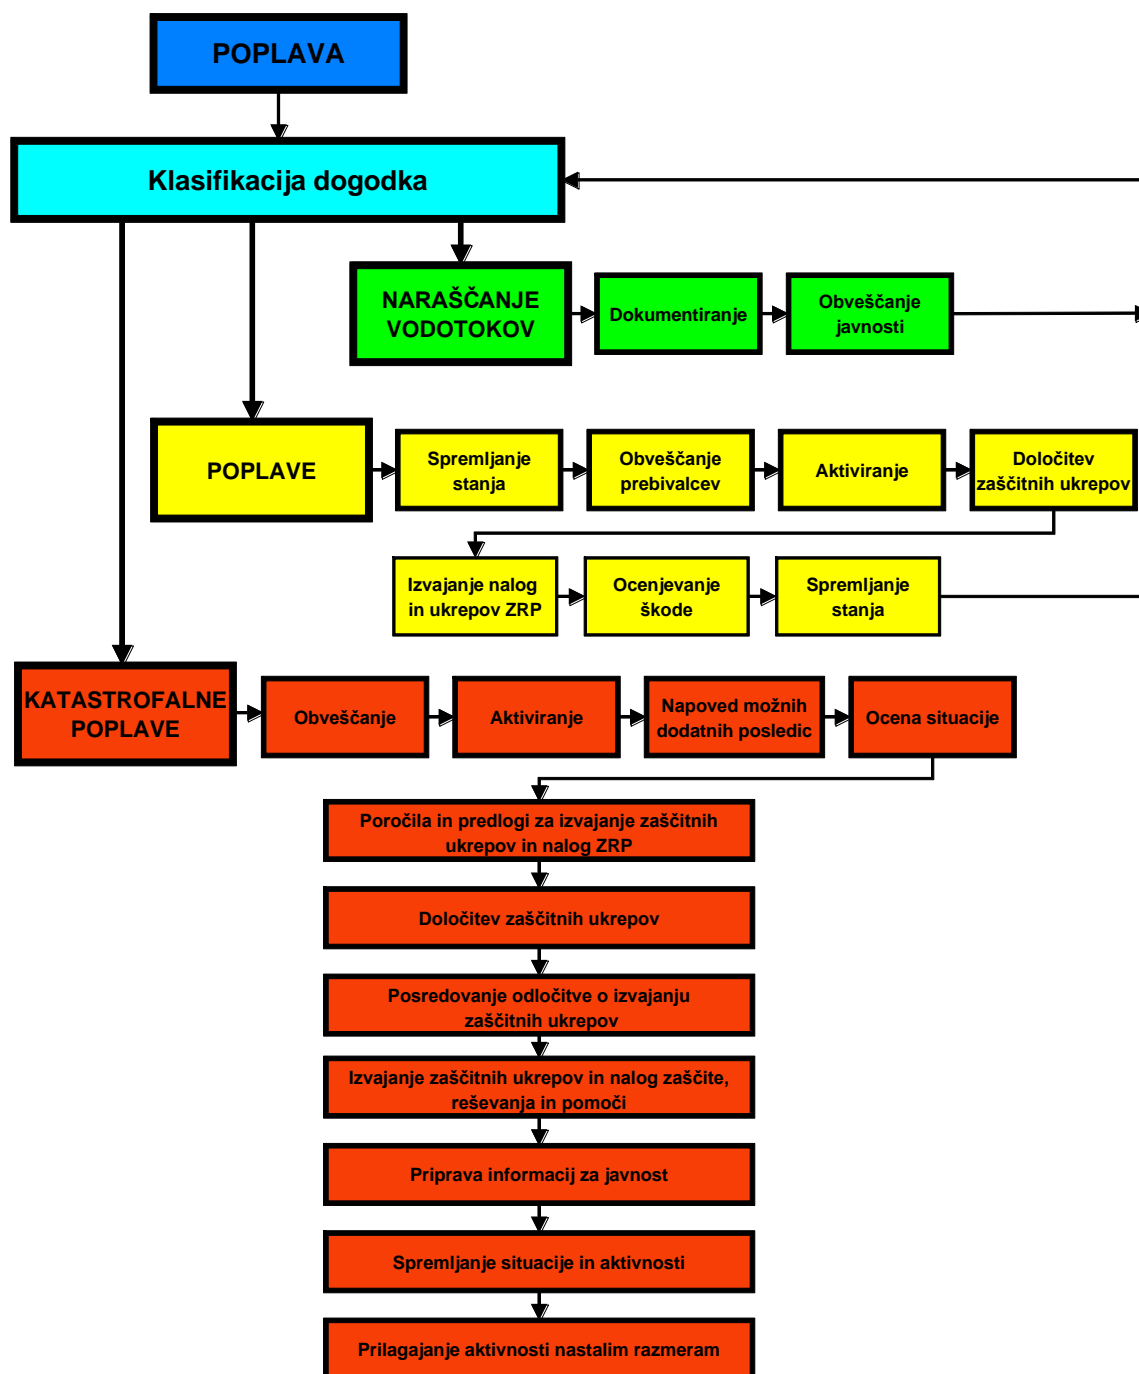 POPLAVA
Klasifikacija dogodka
NARAŠČANJE
VODOTOKOV
Dokumentiranje
Obveščanje
javnosti
POPLAVE
Spremljanje
stanja
Obveščanje
prebivalcev
Aktiviranje
Določitev
zaščitnih ukrepov
Izvajanje nalog
in ukrepov ZRP
Ocenjevanje
škode
Spremljanje
stanja
KATASTROFALNE
POPLAVE
Obveščanje
Aktiviranje
Napoved možnih
dodatnih posledic
Ocena situacije
Poročila in predlogi za izvajanje zaščitnih
ukrepov in nalog ZRP
Določitev zaščitnih ukrepov
Posredovanje odločitve o izvajanju
zaščitnih ukrepov
Izvajanje zaščitnih ukrepov in nalog zaščite,
reševanja in pomoči
Priprava informacij za javnost
Spremljanje situacije in aktivnosti
Prilagajanje aktivnosti nastalim razmeram